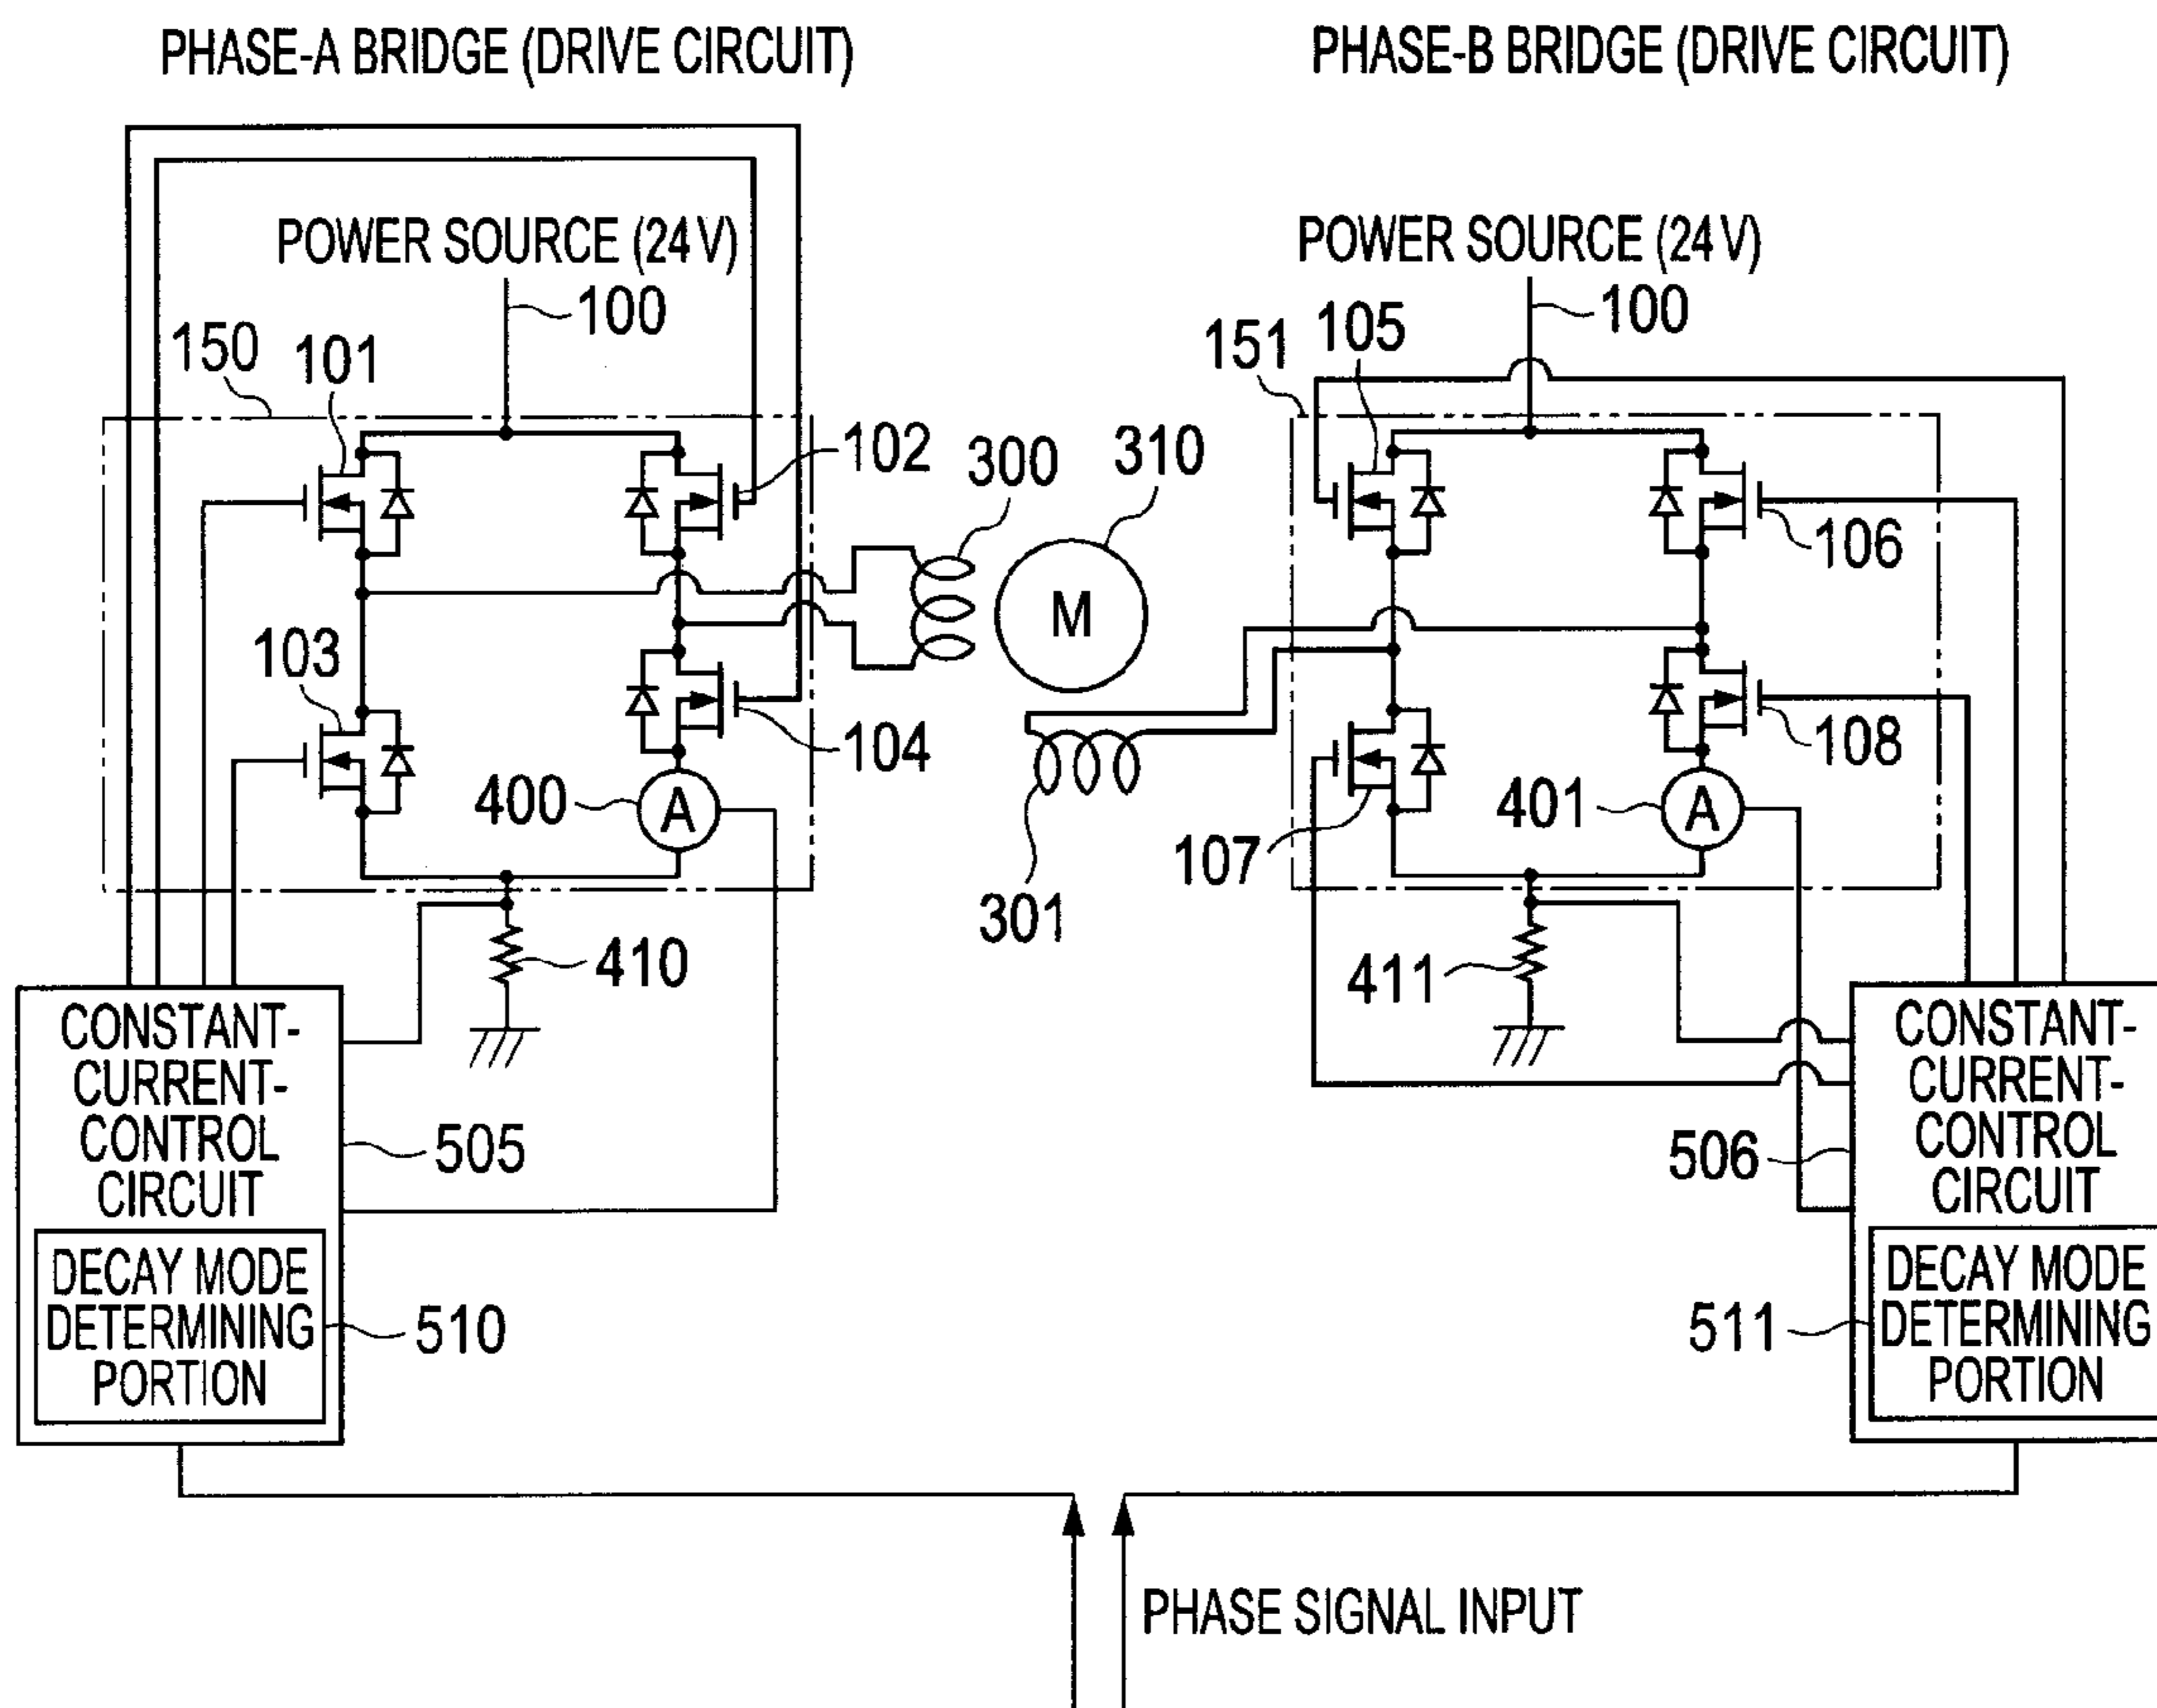 PHASE-A BRIDGE (DRIVE CIRCUIT)
PHASE-B BRIDGE (DRIVE CIRCUIT)
POWER SOURCE (24 V)
100
150
101
102
103
104
400
410
300
310
M
301
A
POWER SOURCE (24 V)
100
151
105
106
107
108
401
A
411
CONSTANT-
CURRENT-
CONTROL
CIRCUIT
505
DECAY MODE
DETERMINING
PORTION
510
CONSTANT-
CURRENT-
CONTROL
CIRCUIT
506
DECAY MODE
DETERMINING
PORTION
511
PHASE SIGNAL INPUT